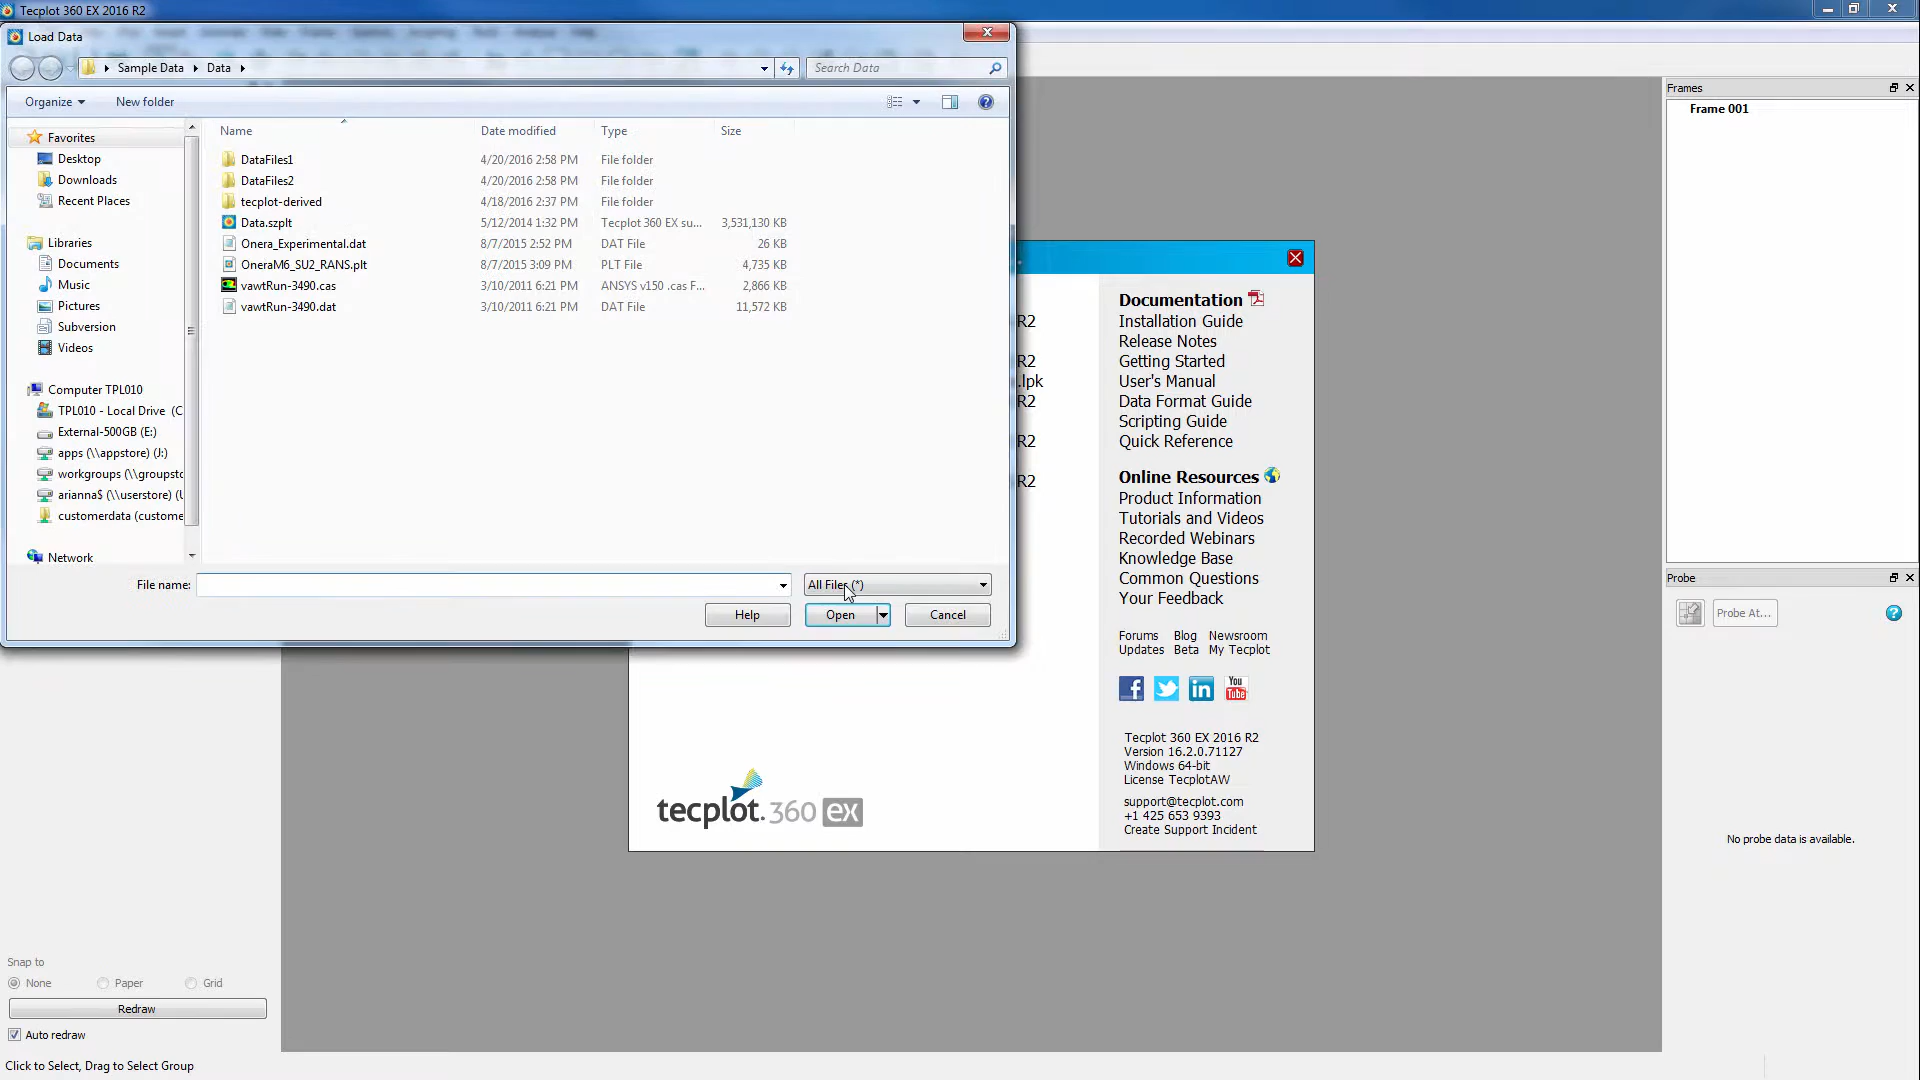 Tecplot 360 EX 2016 R2
Load Data
Sample Data Data
Search Data
Organize
New folder
Name
Date modified
Type
Size
Favorites
Desktop
Downloads
Recent Places
Libraries
Documents
Music
Pictures
Subversion
Videos
Computer TPL010
TPL010 - Local Drive (C
External-500GB (E:)
apps (\\appstore) (J:)
workgroups (\\groupstc
arianna$ (\\userstore) (U
customerdata (custome
Network
DataFiles1 4/20/2016 2:58 PM File folder
DataFiles2 4/20/2016 2:58 PM File folder
tecplot-derived 4/18/2016 2:37 PM File folder
Data.szplt 5/12/2014 1:32 PM Tecplot 360 EX su... 3,531,130 KB
Onera_Experimental.dat 8/7/2015 2:52 PM DAT File 26 KB
OneraM6_SU2_RANS.plt 8/7/2015 3:09 PM PLT File 4,735 KB
vawtRun-3490.cas 3/10/2011 6:21 PM ANSYS v150 .cas F... 2,866 KB
vawtRun-3490.dat 3/10/2011 6:21 PM DAT File 11,572 KB
File name:
All Files (*)
Help
Open
Cancel
R2
R2
.lpk
R2
R2
R2
Documentation
Installation Guide
Release Notes
Getting Started
User's Manual
Data Format Guide
Scripting Guide
Quick Reference
Online Resources
Product Information
Tutorials and Videos
Recorded Webinars
Knowledge Base
Common Questions
Your Feedback
Forums Blog Newsroom
Updates Beta My Tecplot
You
Tube
Tecplot 360 EX 2016 R2
Version 16.2.0.71127
Windows 64-bit
License TecplotAW
support@tecplot.com
+1 425 653 9393
Create Support Incident
tecplot. 360 ex
Frames
Frame 001
Probe
Probe At...
No probe data is available.
Snap to
None
Paper
Grid
Redraw
Auto redraw
Click to Select, Drag to Select Group